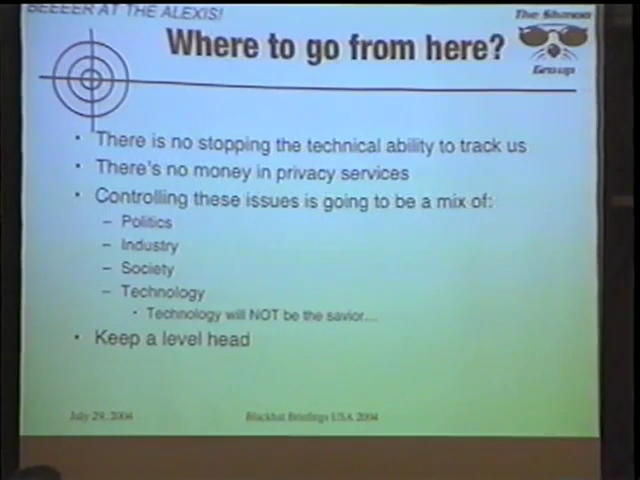 BEEEER AT THE ALEXIS!
The Shmoo
Group
Where to go from here?
• There is no stopping the technical ability to track us
• There's no money in privacy services
• Controlling these issues is going to be a mix of:
– Politics
– Industry
– Society
– Technology
• Technology will NOT be the savior...
• Keep a level head
July 29, 2004
Blackhat Briefings USA 2004